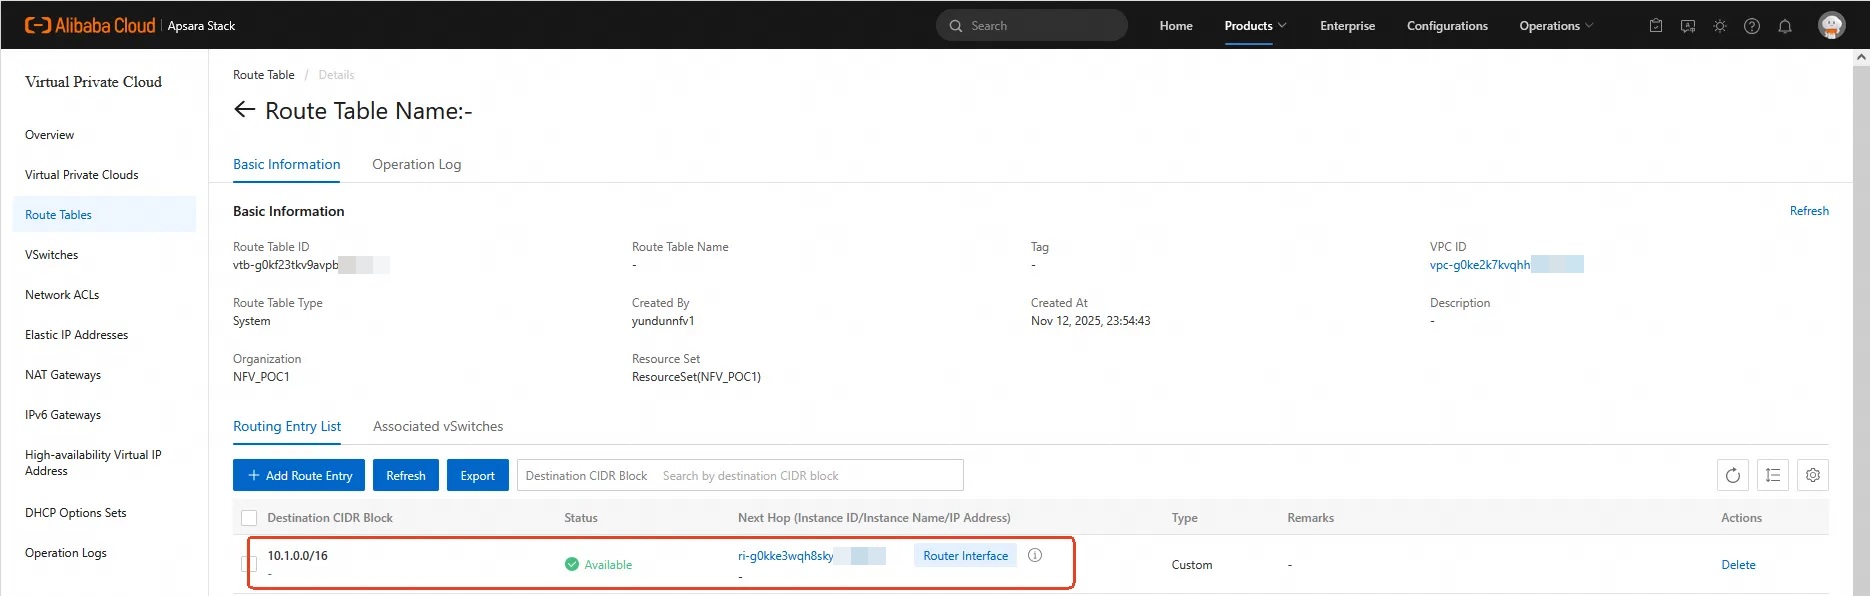 Alibaba Cloud | Apsara Stack
Search
Home
Products
Enterprise
Configurations
Operations
Virtual Private Cloud
Overview
Virtual Private Clouds
Route Tables
VSwitches
Network ACLs
Elastic IP Addresses
NAT Gateways
IPv6 Gateways
High-availability Virtual IP
Address
DHCP Options Sets
Operation Logs
Route Table / Details
Route Table Name:-
Basic Information
Operation Log
Basic Information
Refresh
Route Table ID
vtb-g0kf23tkv9avpb
Route Table Name
-
Tag
-
VPC ID
vpc-g0ke2k7kvqhh
Route Table Type
System
Created By
yundunnfv1
Created At
Nov 12, 2025, 23:54:43
Description
-
Organization
NFV_POC1
Resource Set
ResourceSet(NFV_POC1)
Routing Entry List
Associated vSwitches
+ Add Route Entry
Refresh
Export
Destination CIDR Block
Search by destination CIDR block
Destination CIDR Block
Status
Next Hop (Instance ID/Instance Name/IP Address)
Type
Remarks
Actions
10.1.0.0/16
-
Available
ri-g0kke3wqh8sky
Router Interface
-
Custom
-
Delete